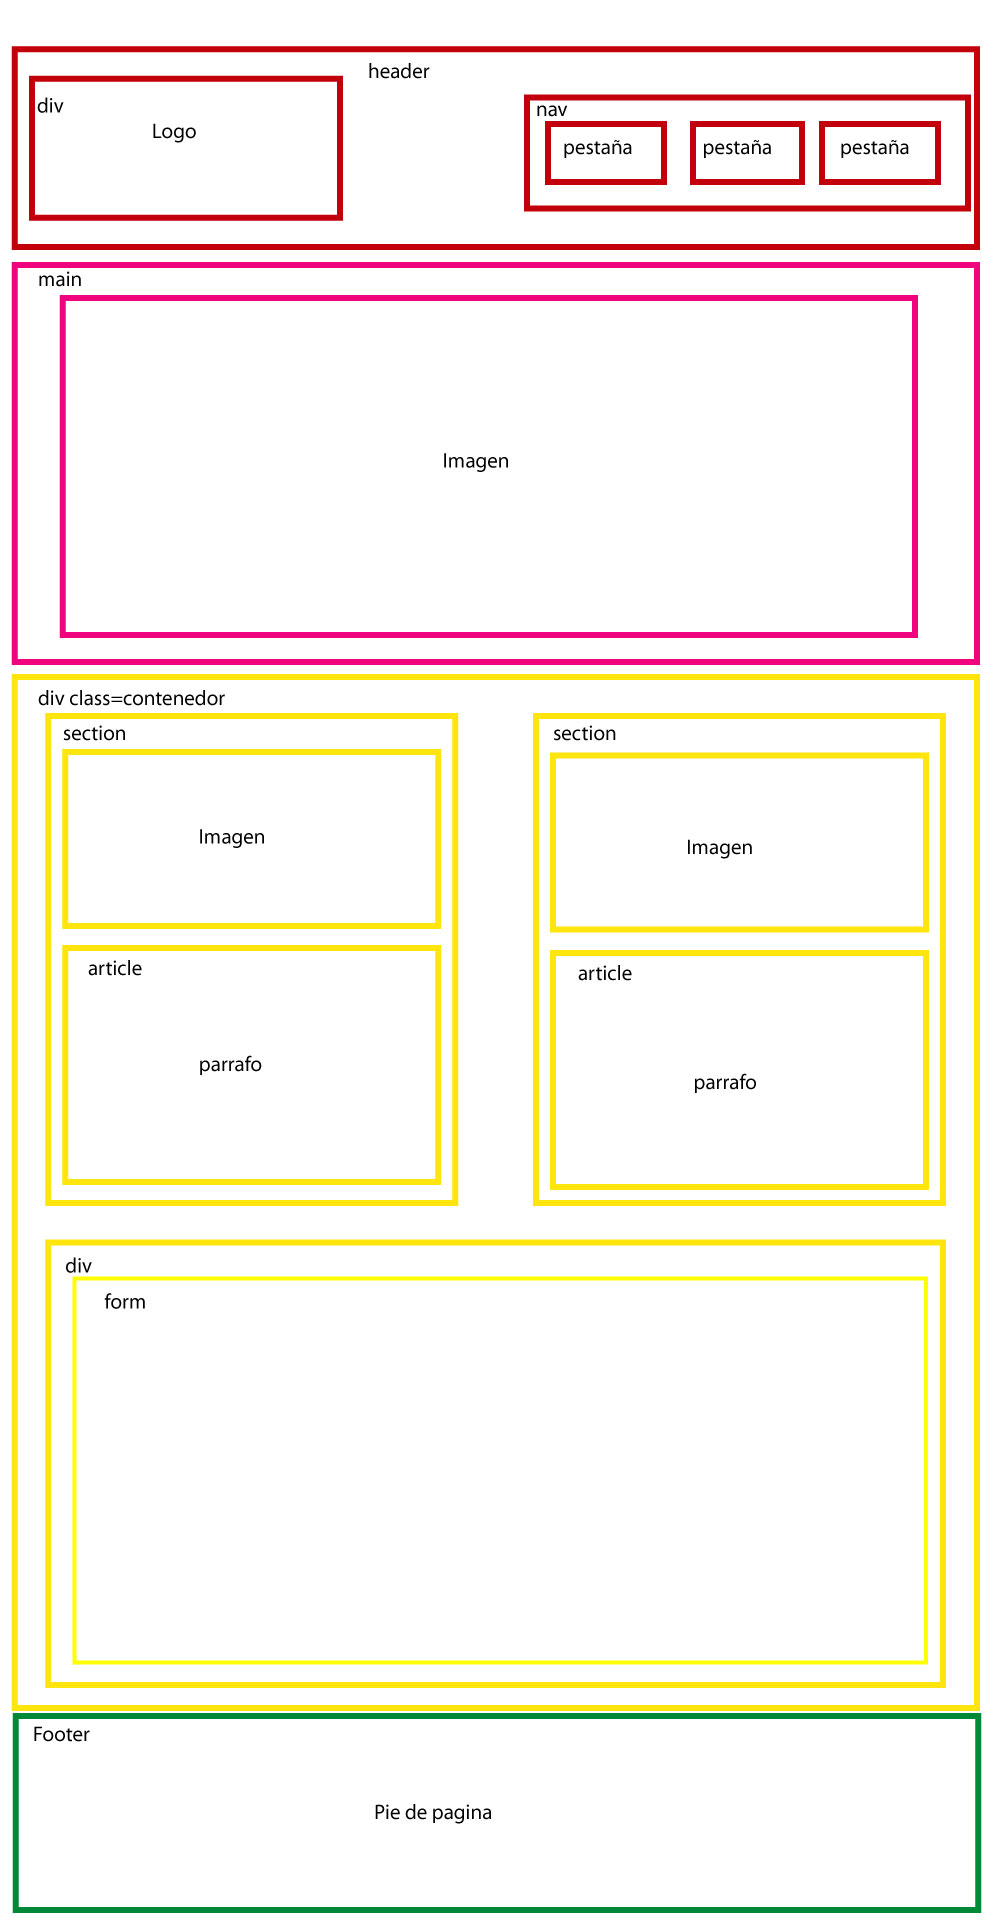 header
div
Logo
nav
pestaña
pestaña
pestaña
main
Imagen
div class=contenedor
section
Imagen
article
parrafo
section
Imagen
article
parrafo
div
form
Footer
Pie de pagina